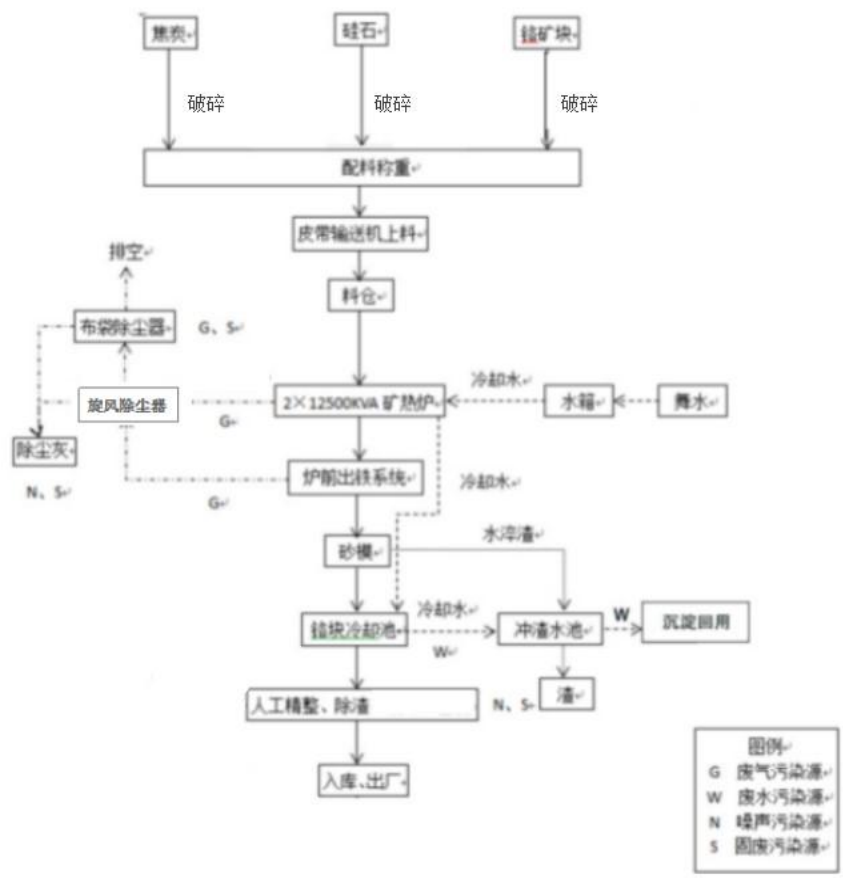 焦炭
硅石
铬矿块
破碎
破碎
破碎
配料称重
皮带输送机上料
排空
料仓
布袋除尘器
G、S
冷却水
旋风除尘器
2×12500KVA 矿热炉
水箱
舞水
G
除尘灰
炉前出铁系统
冷却水
N、S
G
水淬渣
砂模
冷却水
W
沉淀回用
铬块冷却池
冲渣水池
W
人工精整、除渣
N、S
渣
入库、出厂
图例
G 废气污染源
W 废水污染源
N 噪声污染源
S 固废污染源